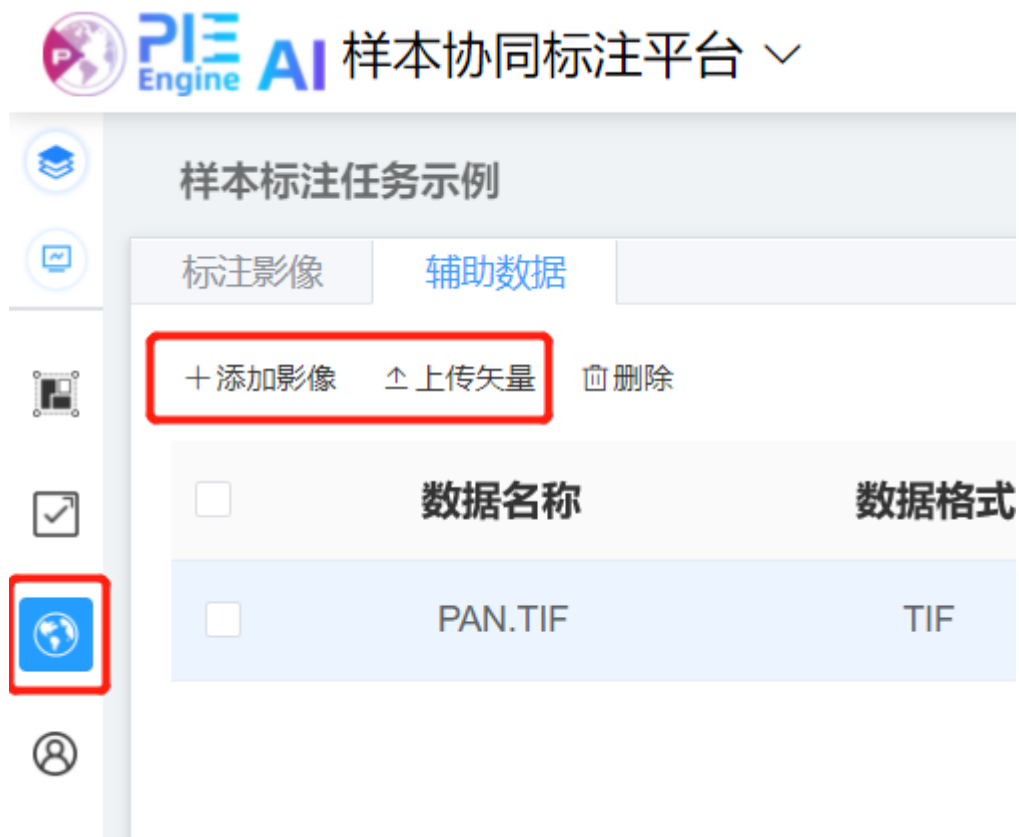 PIE Engine AI 样本协同标注平台
样本标注任务示例
标注影像 辅助数据
添加影像 上传矢量 删除
数据名称 数据格式
PAN.TIF TIF